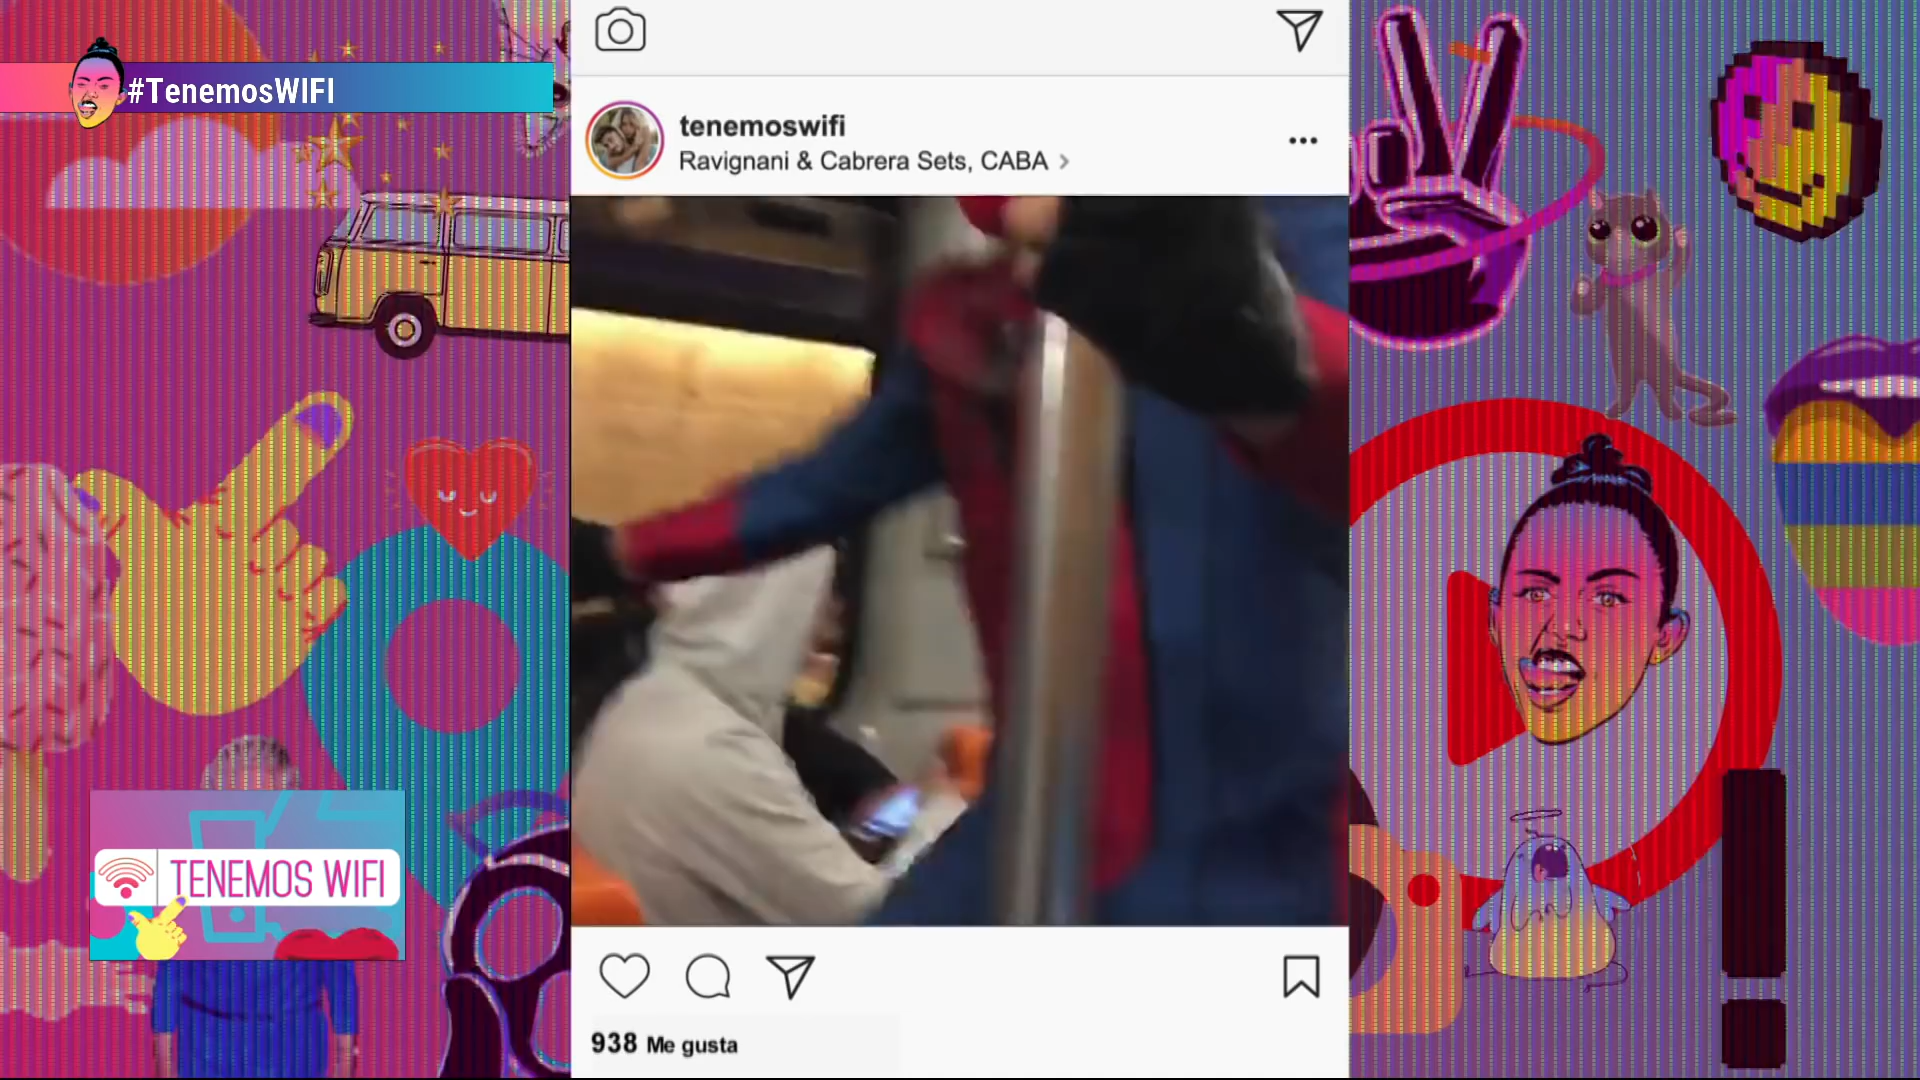 #TenemosWIFI
tenemoswifi
Ravignani & Cabrera Sets, CABA
TENEMOS WIFI
938 Me gusta